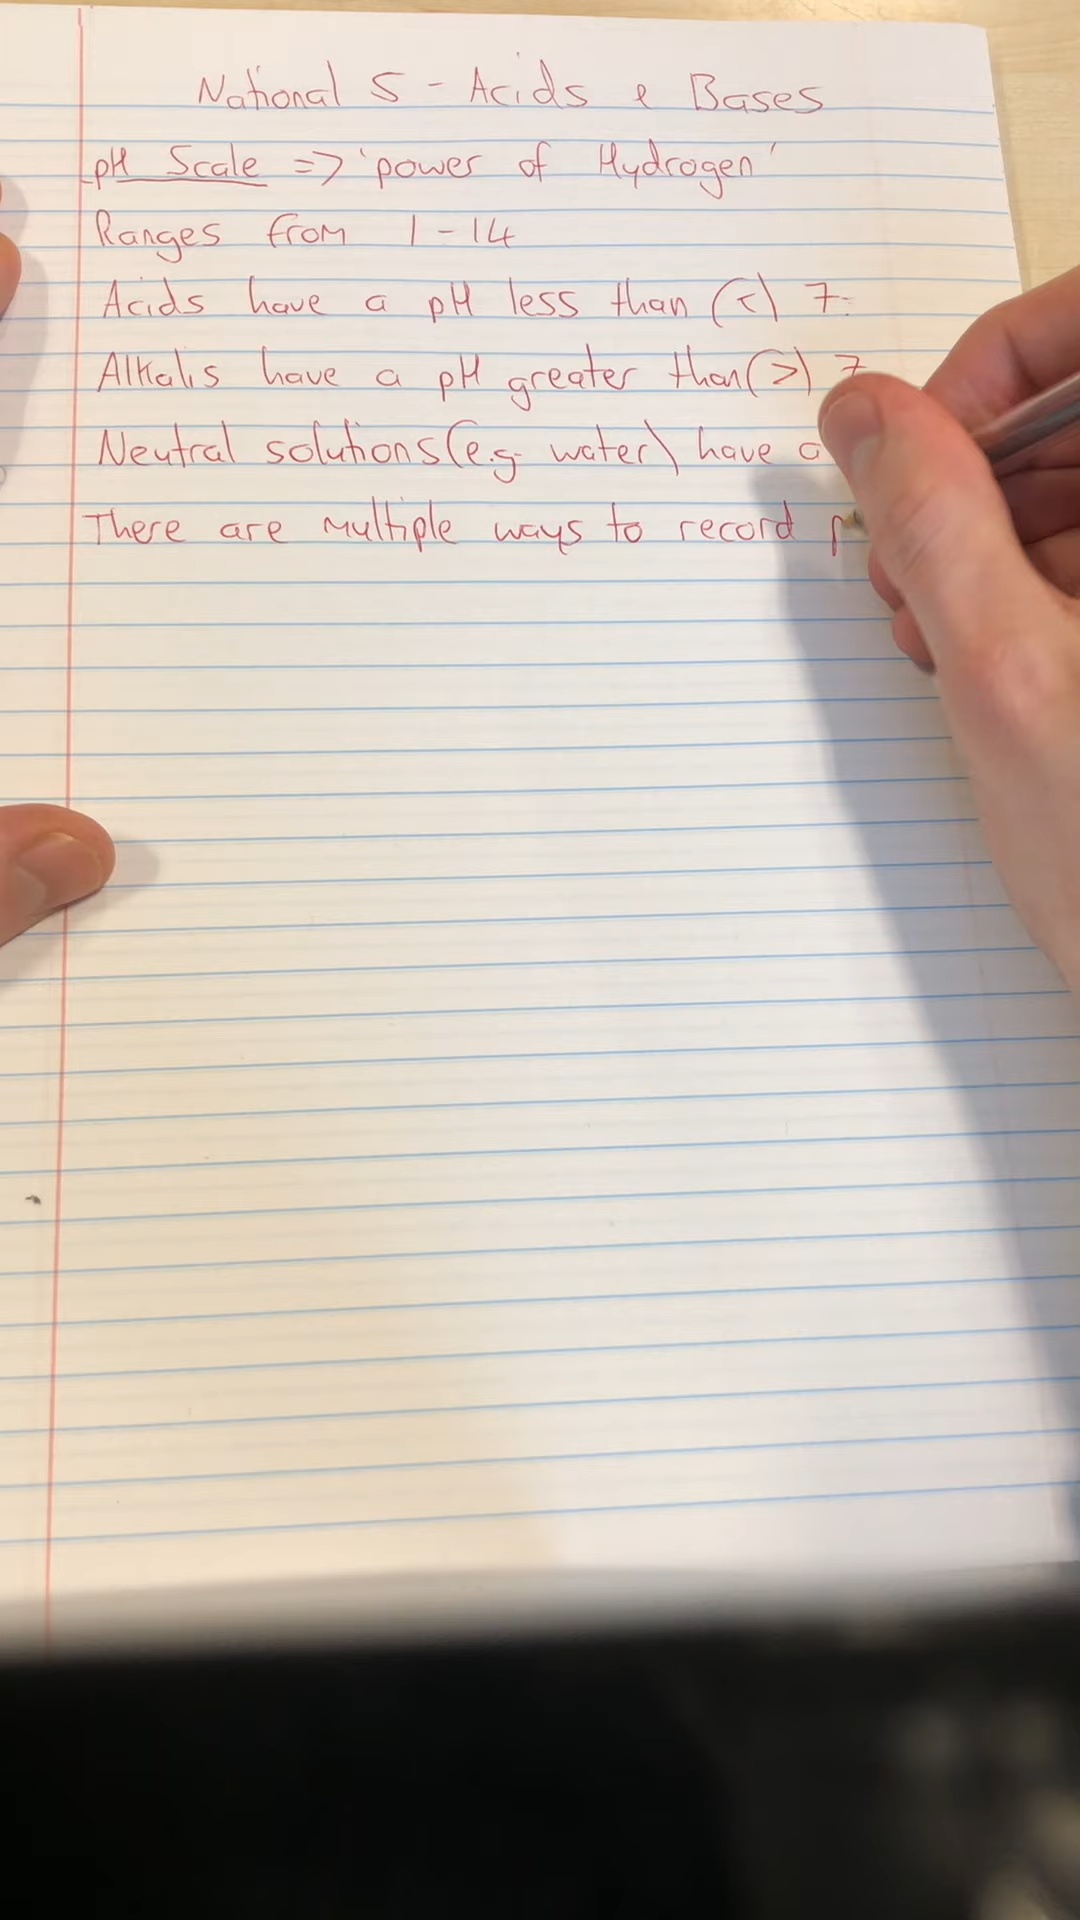 National 5 - Acids & Bases
pH Scale => 'power of Hydrogen'
Ranges from 1 - 14
Acids have a pH less than (<) 7.
Alkalis have a pH greater than (>) 7
Neutral solutions (e.g. water) have a
There are multiple ways to record